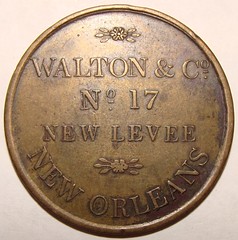 WALTON & Cº.
Nº. 17
NEW LEVEE
NEW ORLEANS